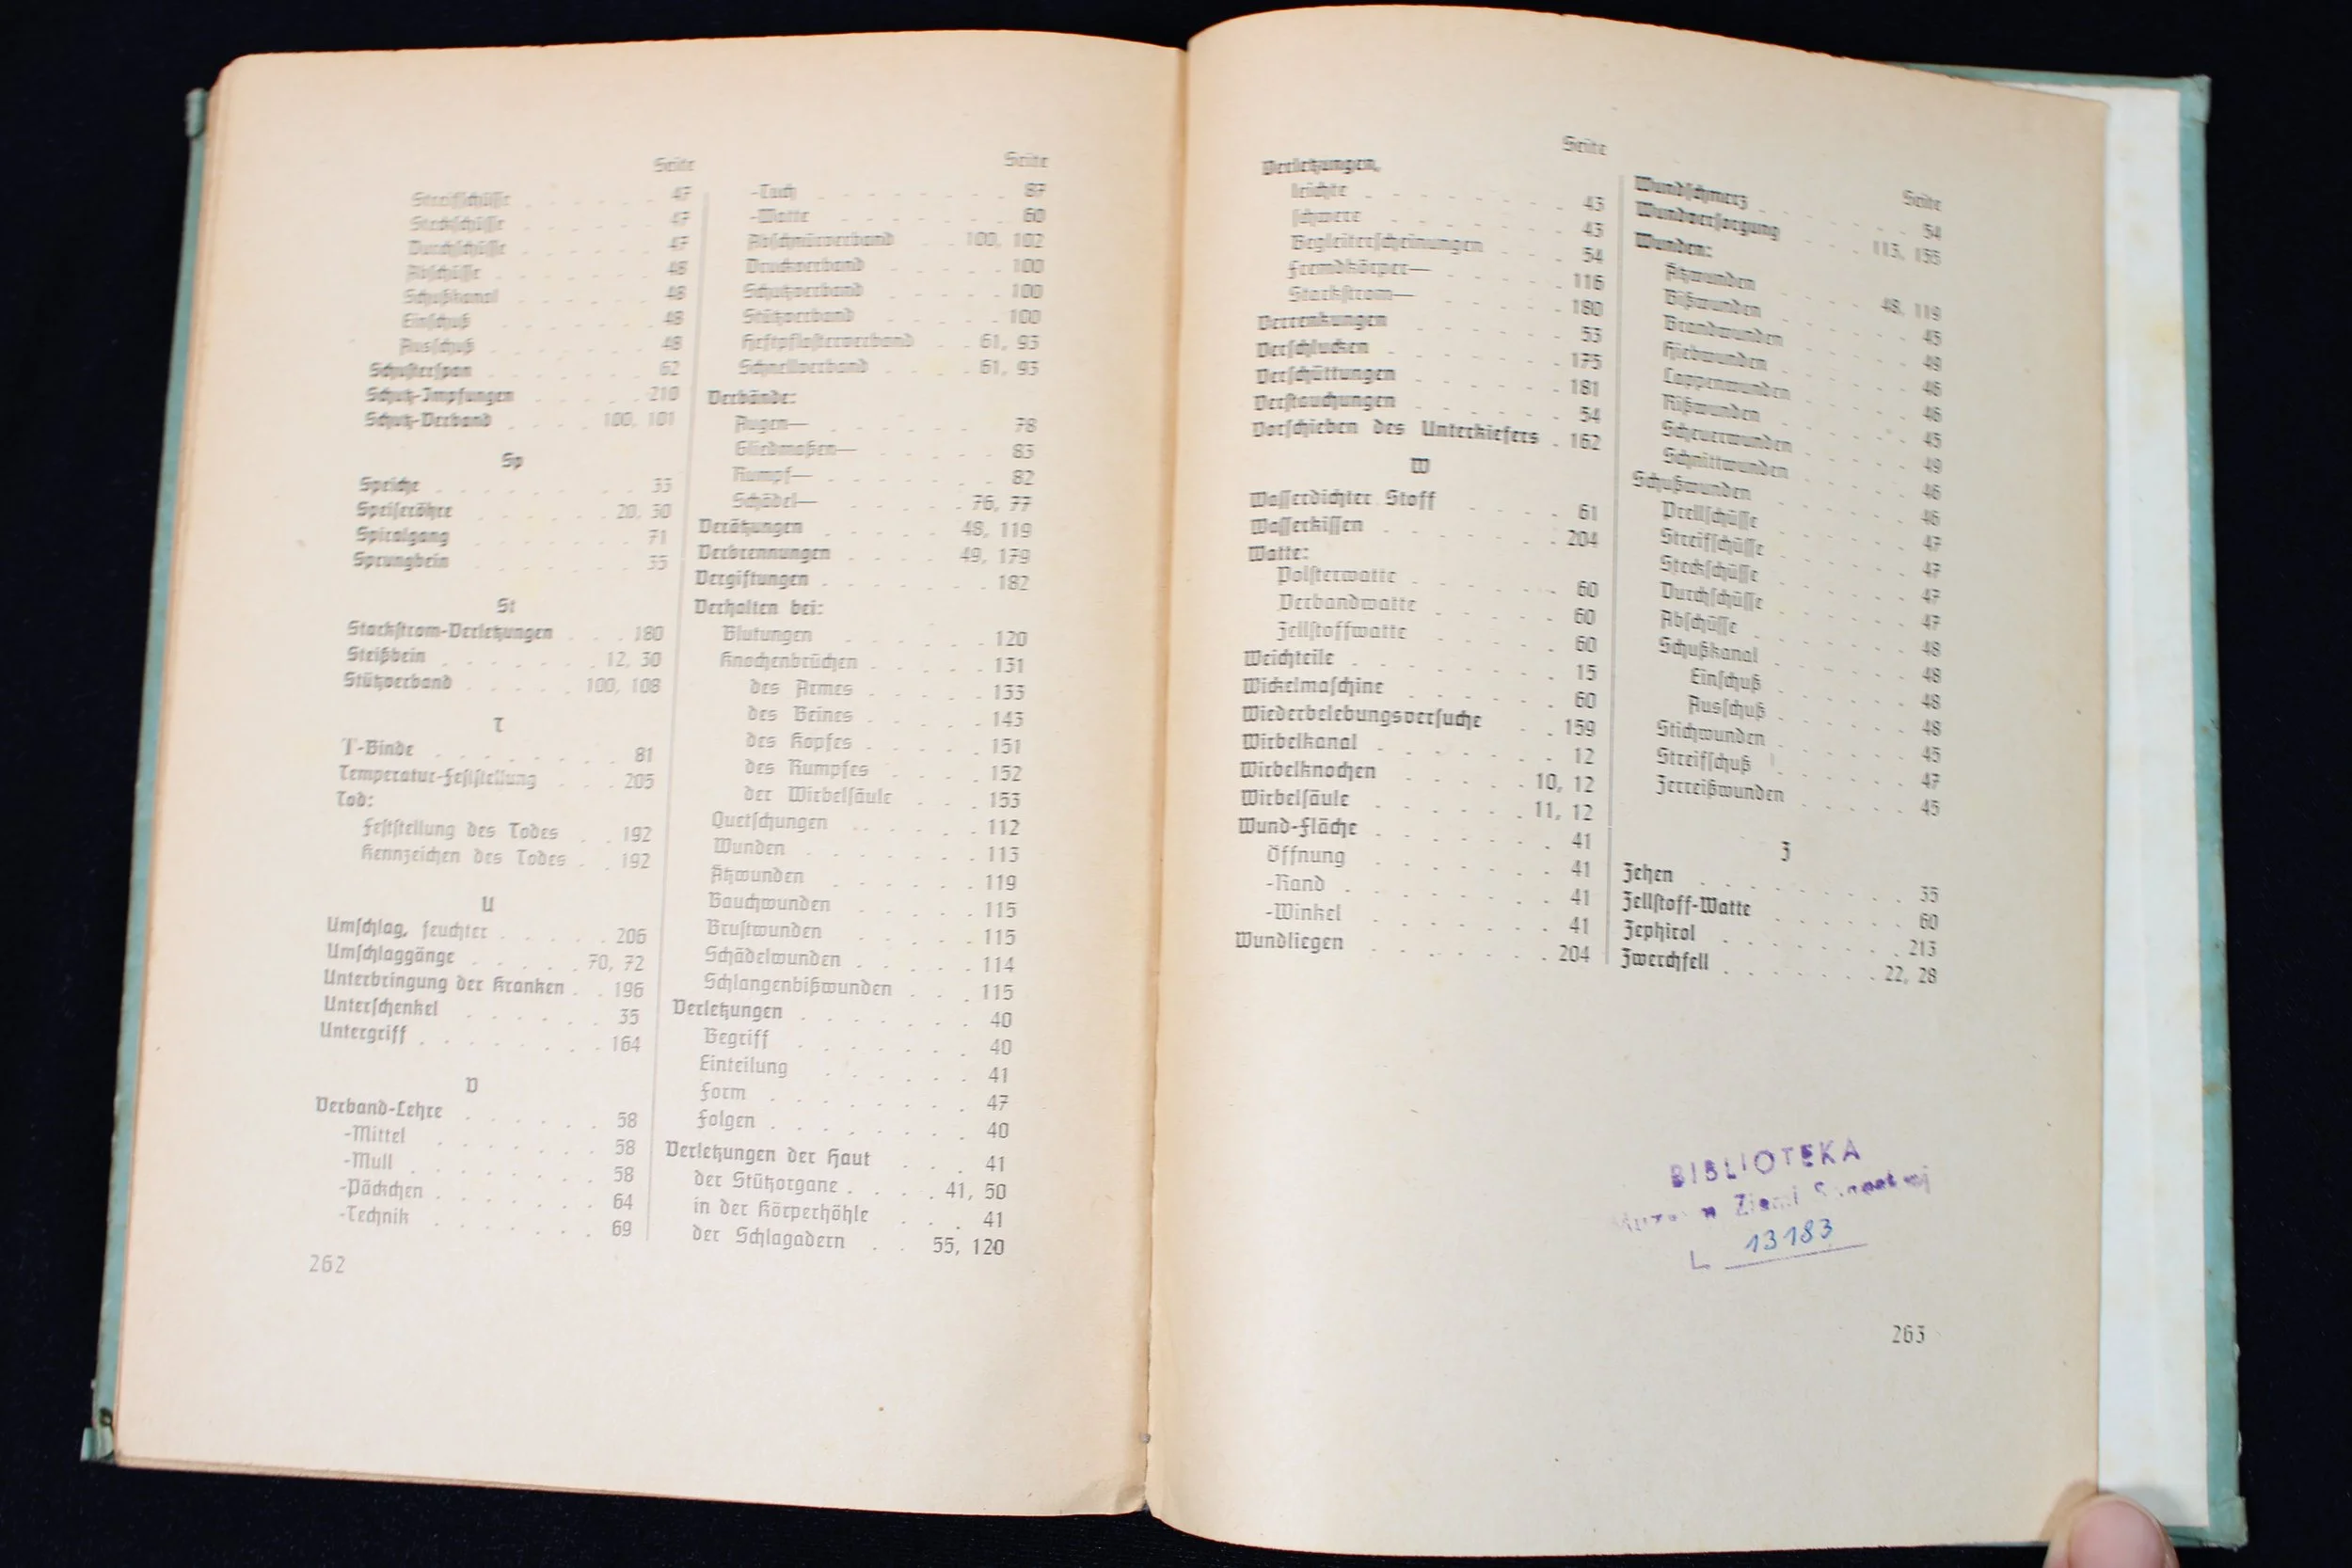 Seite
Streifschüsse . . . . . . 47
Steckschüsse . . . . . . 47
Durchschüsse . . . . . . 47
Abschüsse . . . . . . 48
Schußkanal . . . . . . 48
Einschuß . . . . . . 48
Ausschuß . . . . . . 48
Schusterspan . . . . . . 62
Schutz-Impfungen . . . . . 210
Schutz-Verband . . . . 100, 101
Sp
Speiche . . . . . . . 33
Speiseröhre . . . . . 20, 30
Spiralgang . . . . . . . 71
Sprungbein . . . . . . . 35
St
Starkstrom-Verletzungen . . . 180
Steißbein . . . . . . . 12, 30
Stützverband . . . . . 100, 108
T
T-Binde . . . . . . . . 81
Temperatur-Feststellung . . . 205
Tod:
Feststellung des Todes . . 192
Kennzeichen des Todes . . 192
U
Umschlag, feuchter . . . . . 206
Umschlaggänge . . . . . 70, 72
Unterbringung der Kranken . . 196
Unterschenkel . . . . . . 35
Untergriff . . . . . . . . 164
V
Verband-Lehre . . . . . . 58
-Mittel . . . . . . . 58
-Mull . . . . . . . . 58
-Päckchen . . . . . . . 64
-Technik . . . . . . . 69
262
Seite
-Tuch . . . . . . . 87
-Watte . . . . . . . 60
Abschnürverband . . 100, 102
Druckverband . . . . . 100
Schutzverband . . . . . 100
Stützverband . . . . . 100
Heftpflasterverband . . 61, 93
Schnellverband . . . . 61, 93
Verbände:
Augen— . . . . . . . 78
Gliedmaßen— . . . . . 83
Rumpf— . . . . . . . 82
Schädel— . . . . . 76, 77
Verätzungen . . . . . 48, 119
Verbrennungen . . . . 49, 179
Vergiftungen . . . . . . . 182
Verhalten bei:
Blutungen . . . . . . 120
Knochenbrüchen . . . . . 131
des Armes . . . . . 133
des Beines . . . . . 143
des Kopfes . . . . . 151
des Rumpfes . . . . 152
der Wirbelsäule . . . 153
Quetschungen . . . . . . 112
Wunden . . . . . . . 113
Ätzwunden . . . . . . 119
Bauchwunden . . . . . 115
Brustwunden . . . . . 115
Schädelwunden . . . . . 114
Schlangenbißwunden . . . 115
Verletzungen . . . . . . . 40
Begriff . . . . . . . 40
Einteilung . . . . . . 41
Form . . . . . . . . 47
Folgen . . . . . . . . 40
Verletzungen der Haut . . . 41
der Stützorgane . . . . 41, 50
in der Körperhöhle . . . 41
der Schlagadern . . 55, 120
Seite
Verletzungen,
leichte . . . . . . . . 43
schwere . . . . . . . 43
Begleiterscheinungen . . . 54
Fremdkörper— . . . . . 116
Starkstrom— . . . . . 180
Verrenkungen . . . . . . 53
Verschlucken . . . . . . . 175
Verschüttungen . . . . . . 181
Verstauchungen . . . . . . 54
Vorschieben des Unterkiefers . 162
W
Wasserdichter Stoff . . . . 61
Wasserkissen . . . . . . 204
Watte:
Polsterwatte . . . . . . 60
Verbandwatte . . . . . 60
Zellstoffwatte . . . . . 60
Weichteile . . . . . . . 15
Wickelmaschine . . . . . . 60
Wiederbelebungsversuche . . 159
Wirbelkanal . . . . . . . 12
Wirbelknochen . . . . 10, 12
Wirbelsäule . . . . . 11, 12
Wund-Fläche . . . . . . . 41
Öffnung . . . . . . . 41
-Rand . . . . . . . . 41
-Winkel . . . . . . . 41
Wundliegen . . . . . . . 204
Seite
Wundschmerz . . . . . . 54
Wundversorgung . . . 113, 155
Wunden:
Ätzwunden . . . . 48, 119
Bißwunden . . . . . . 45
Brandwunden . . . . . 49
Hiebwunden . . . . . . 46
Lappenwunden . . . . . 46
Rißwunden . . . . . . 45
Scheuerwunden . . . . . 49
Schnittwunden . . . . . 46
Schußwunden . . . . . . 46
Prellschüsse . . . . . . 47
Streifschüsse . . . . . 47
Steckschüsse . . . . . 47
Durchschüsse . . . . . 47
Abschüsse . . . . . . 48
Schußkanal . . . . . . 48
Einschuß . . . . . 48
Ausschuß . . . . . 48
Stichwunden . . . . . 45
Streifschuß . . . . . . 47
Zerreißwunden . . . . . 45
Z
Zehen . . . . . . . . 35
Zellstoff-Watte . . . . . . 60
Zephirol . . . . . . . . 213
Zwerchfell . . . . . . . 22, 28
BIBLIOTEKA
Ziemi
L 13183
263